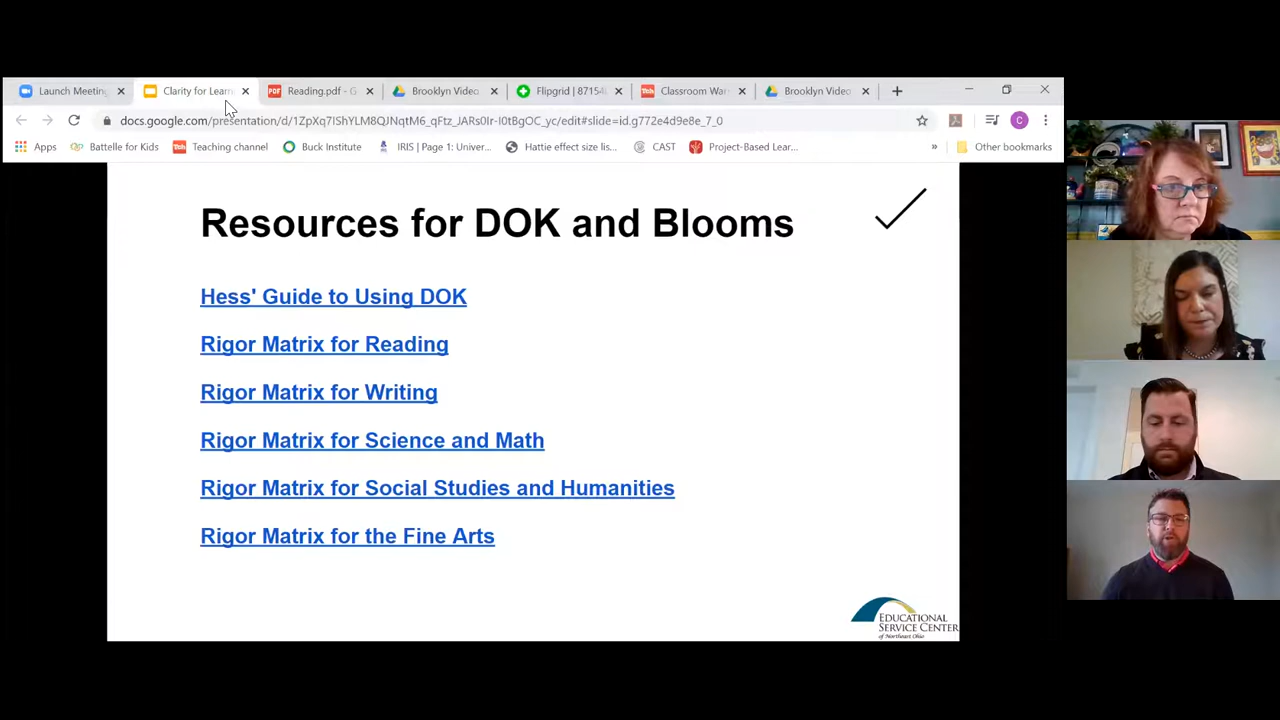 Launch Meeting
Clarity for Learn
Reading.pdf - G
Brooklyn Video
Flipgrid | 87154
Classroom War
Brooklyn Video
docs.google.com/presentation/d/1ZpXq7IShYLM8QJNqtM6_qFtz_JARs0Ir-I0tBgOC_yc/edit#slide=id.g772e4d9e8e_7_0
C
Apps
Battelle for Kids
Teaching channel
Buck Institute
IRIS | Page 1: Univer...
Hattie effect size lis...
CAST
Project-Based Lear...
»
Other bookmarks
Resources for DOK and Blooms
Hess' Guide to Using DOK
Rigor Matrix for Reading
Rigor Matrix for Writing
Rigor Matrix for Science and Math
Rigor Matrix for Social Studies and Humanities
Rigor Matrix for the Fine Arts
EDUCATIONAL
SERVICE CENTER
of Northeast Ohio